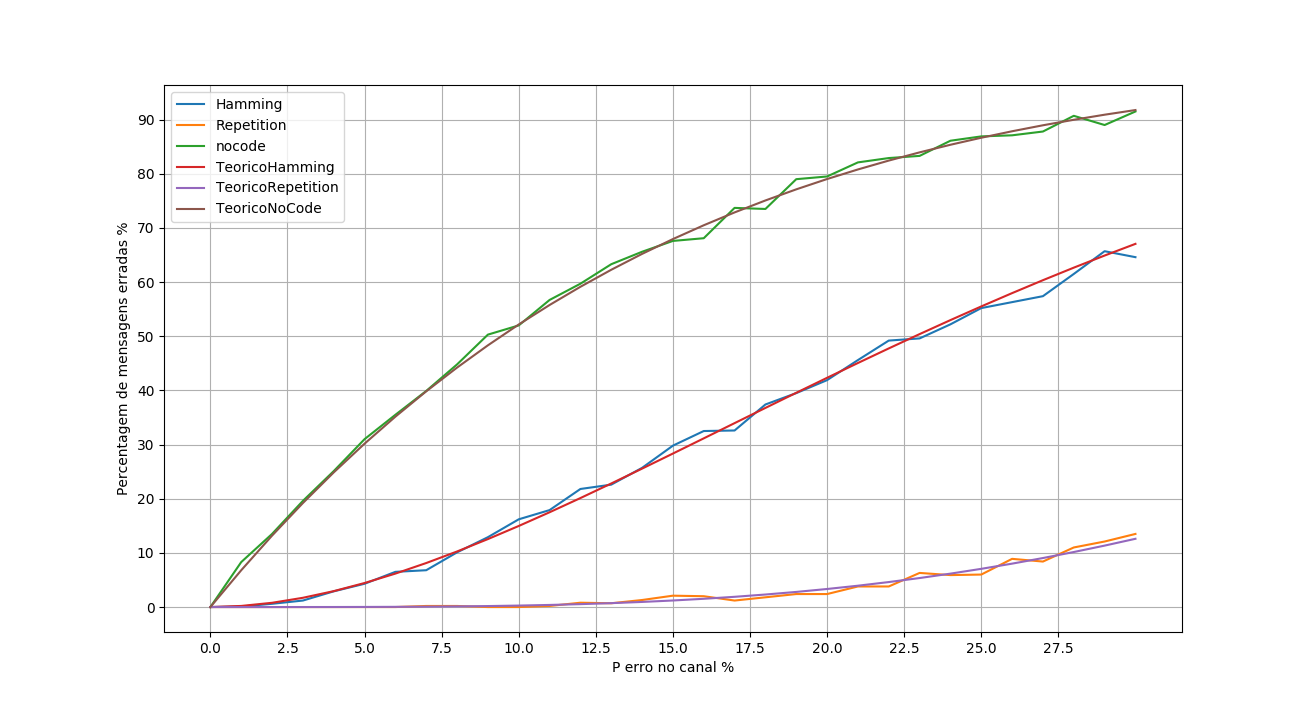 Hamming
Repetition
nocode
TeoricoHamming
TeoricoRepetition
TeoricoNoCode
Percentagem de mensagens erradas %
90
80
70
60
50
40
30
20
10
0
0.0 2.5 5.0 7.5 10.0 12.5 15.0 17.5 20.0 22.5 25.0 27.5
P erro no canal %